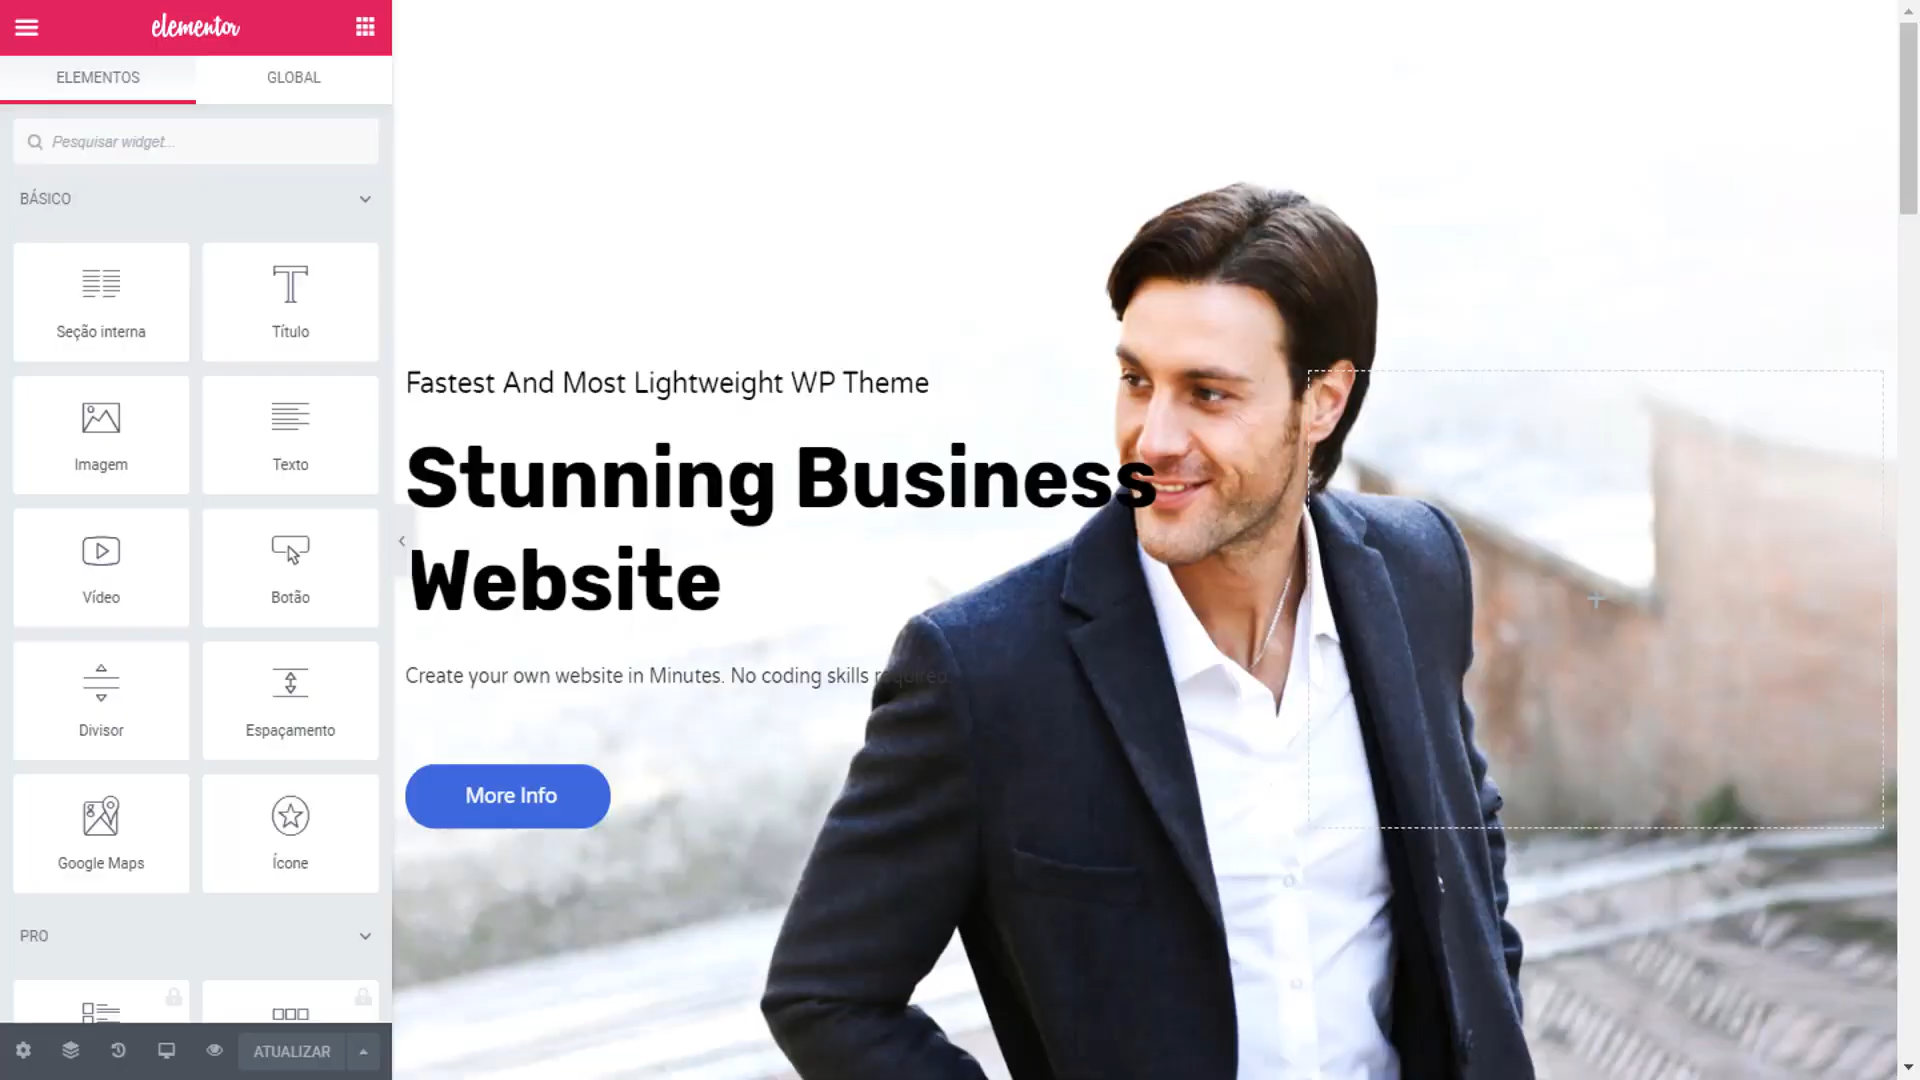 elementor
ELEMENTOS
GLOBAL
Pesquisar widget...
BÁSICO
Seção interna
Título
Imagem
Texto
Vídeo
Botão
Divisor
Espaçamento
Google Maps
Ícone
PRO
ATUALIZAR
Fastest And Most Lightweight WP Theme
Stunning Business
Website
Create your own website in Minutes. No coding skills required.
More Info